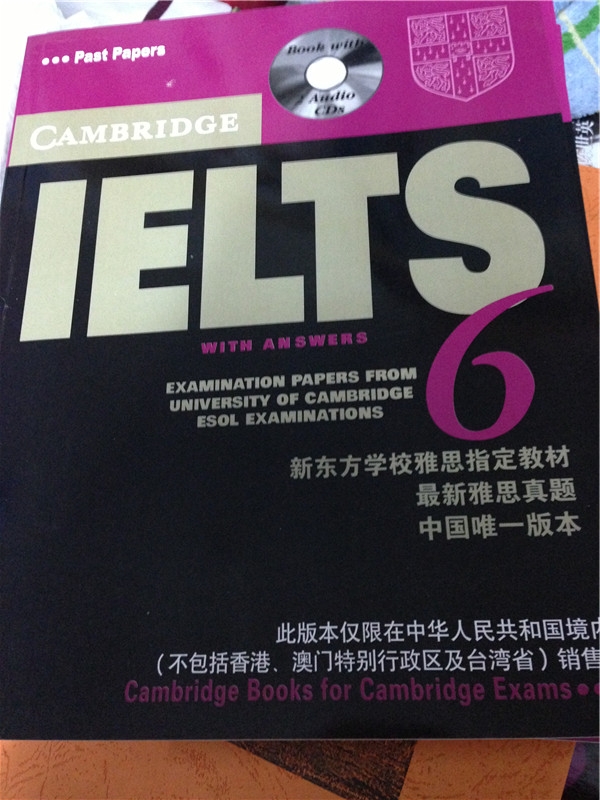 ••• Past Papers
Book with
2 Audio
CDs
CAMBRIDGE
IELTS
6
WITH ANSWERS
EXAMINATION PAPERS FROM
UNIVERSITY OF CAMBRIDGE
ESOL EXAMINATIONS
新东方学校雅思指定教材
最新雅思真题
中国唯一版本
此版本仅限在中华人民共和国境内
(不包括香港、澳门特别行政区及台湾省)销售
Cambridge Books for Cambridge Exams ••